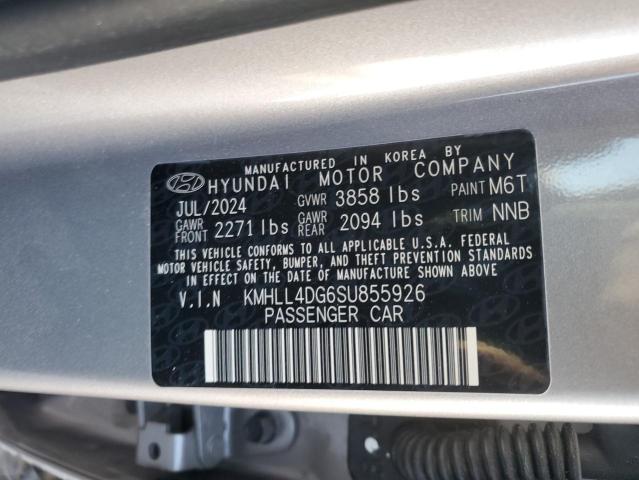 MANUFACTURED IN KOREA BY
HYUNDAI MOTOR COMPANY
JUL/2024 GVWR 3858 lbs PAINT M6T
GAWR FRONT 2271 lbs GAWR REAR 2094 lbs TRIM NNB
THIS VEHICLE CONFORMS TO ALL APPLICABLE U.S.A. FEDERAL
MOTOR VEHICLE SAFETY, BUMPER, AND THEFT PREVENTION STANDARDS
IN EFFECT ON THE DATE OF MANUFACTURE SHOWN ABOVE.
V.I.N KMHLL4DG6SU855926
PASSENGER CAR